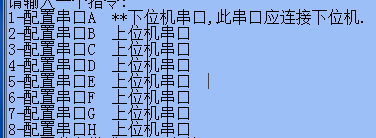 请输入一个指令:
1-配置串口A  **下位机串口,此串口应连接下位机.
2-配置串口B  上位机串口
3-配置串口C  上位机串口
4-配置串口D  上位机串口
5-配置串口E  上位机串口
6-配置串口F  上位机串口
7-配置串口G  上位机串口
8-配置串口H  上位机串口